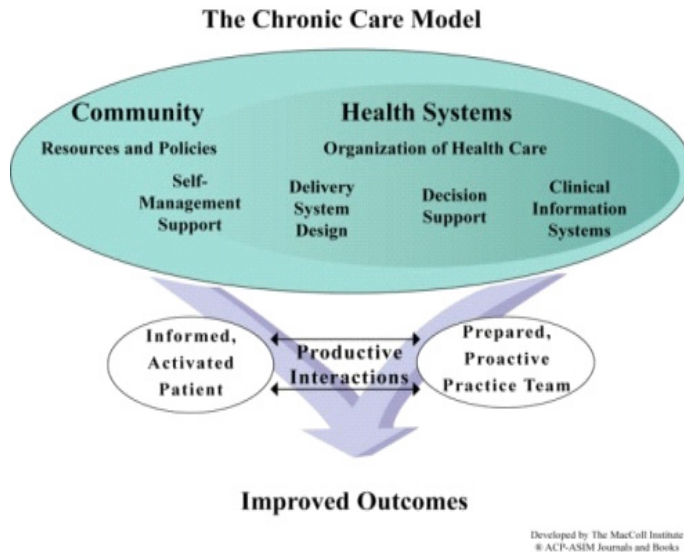 The Chronic Care Model
Community
Resources and Policies
Health Systems
Organization of Health Care
Self-
Management
Support
Delivery
System
Design
Decision
Support
Clinical
Information
Systems
Informed,
Activated
Patient
Productive
Interactions
Prepared,
Proactive
Practice Team
Improved Outcomes
Developed by The MacColl Institute
® ACP-ASIM Journals and Books